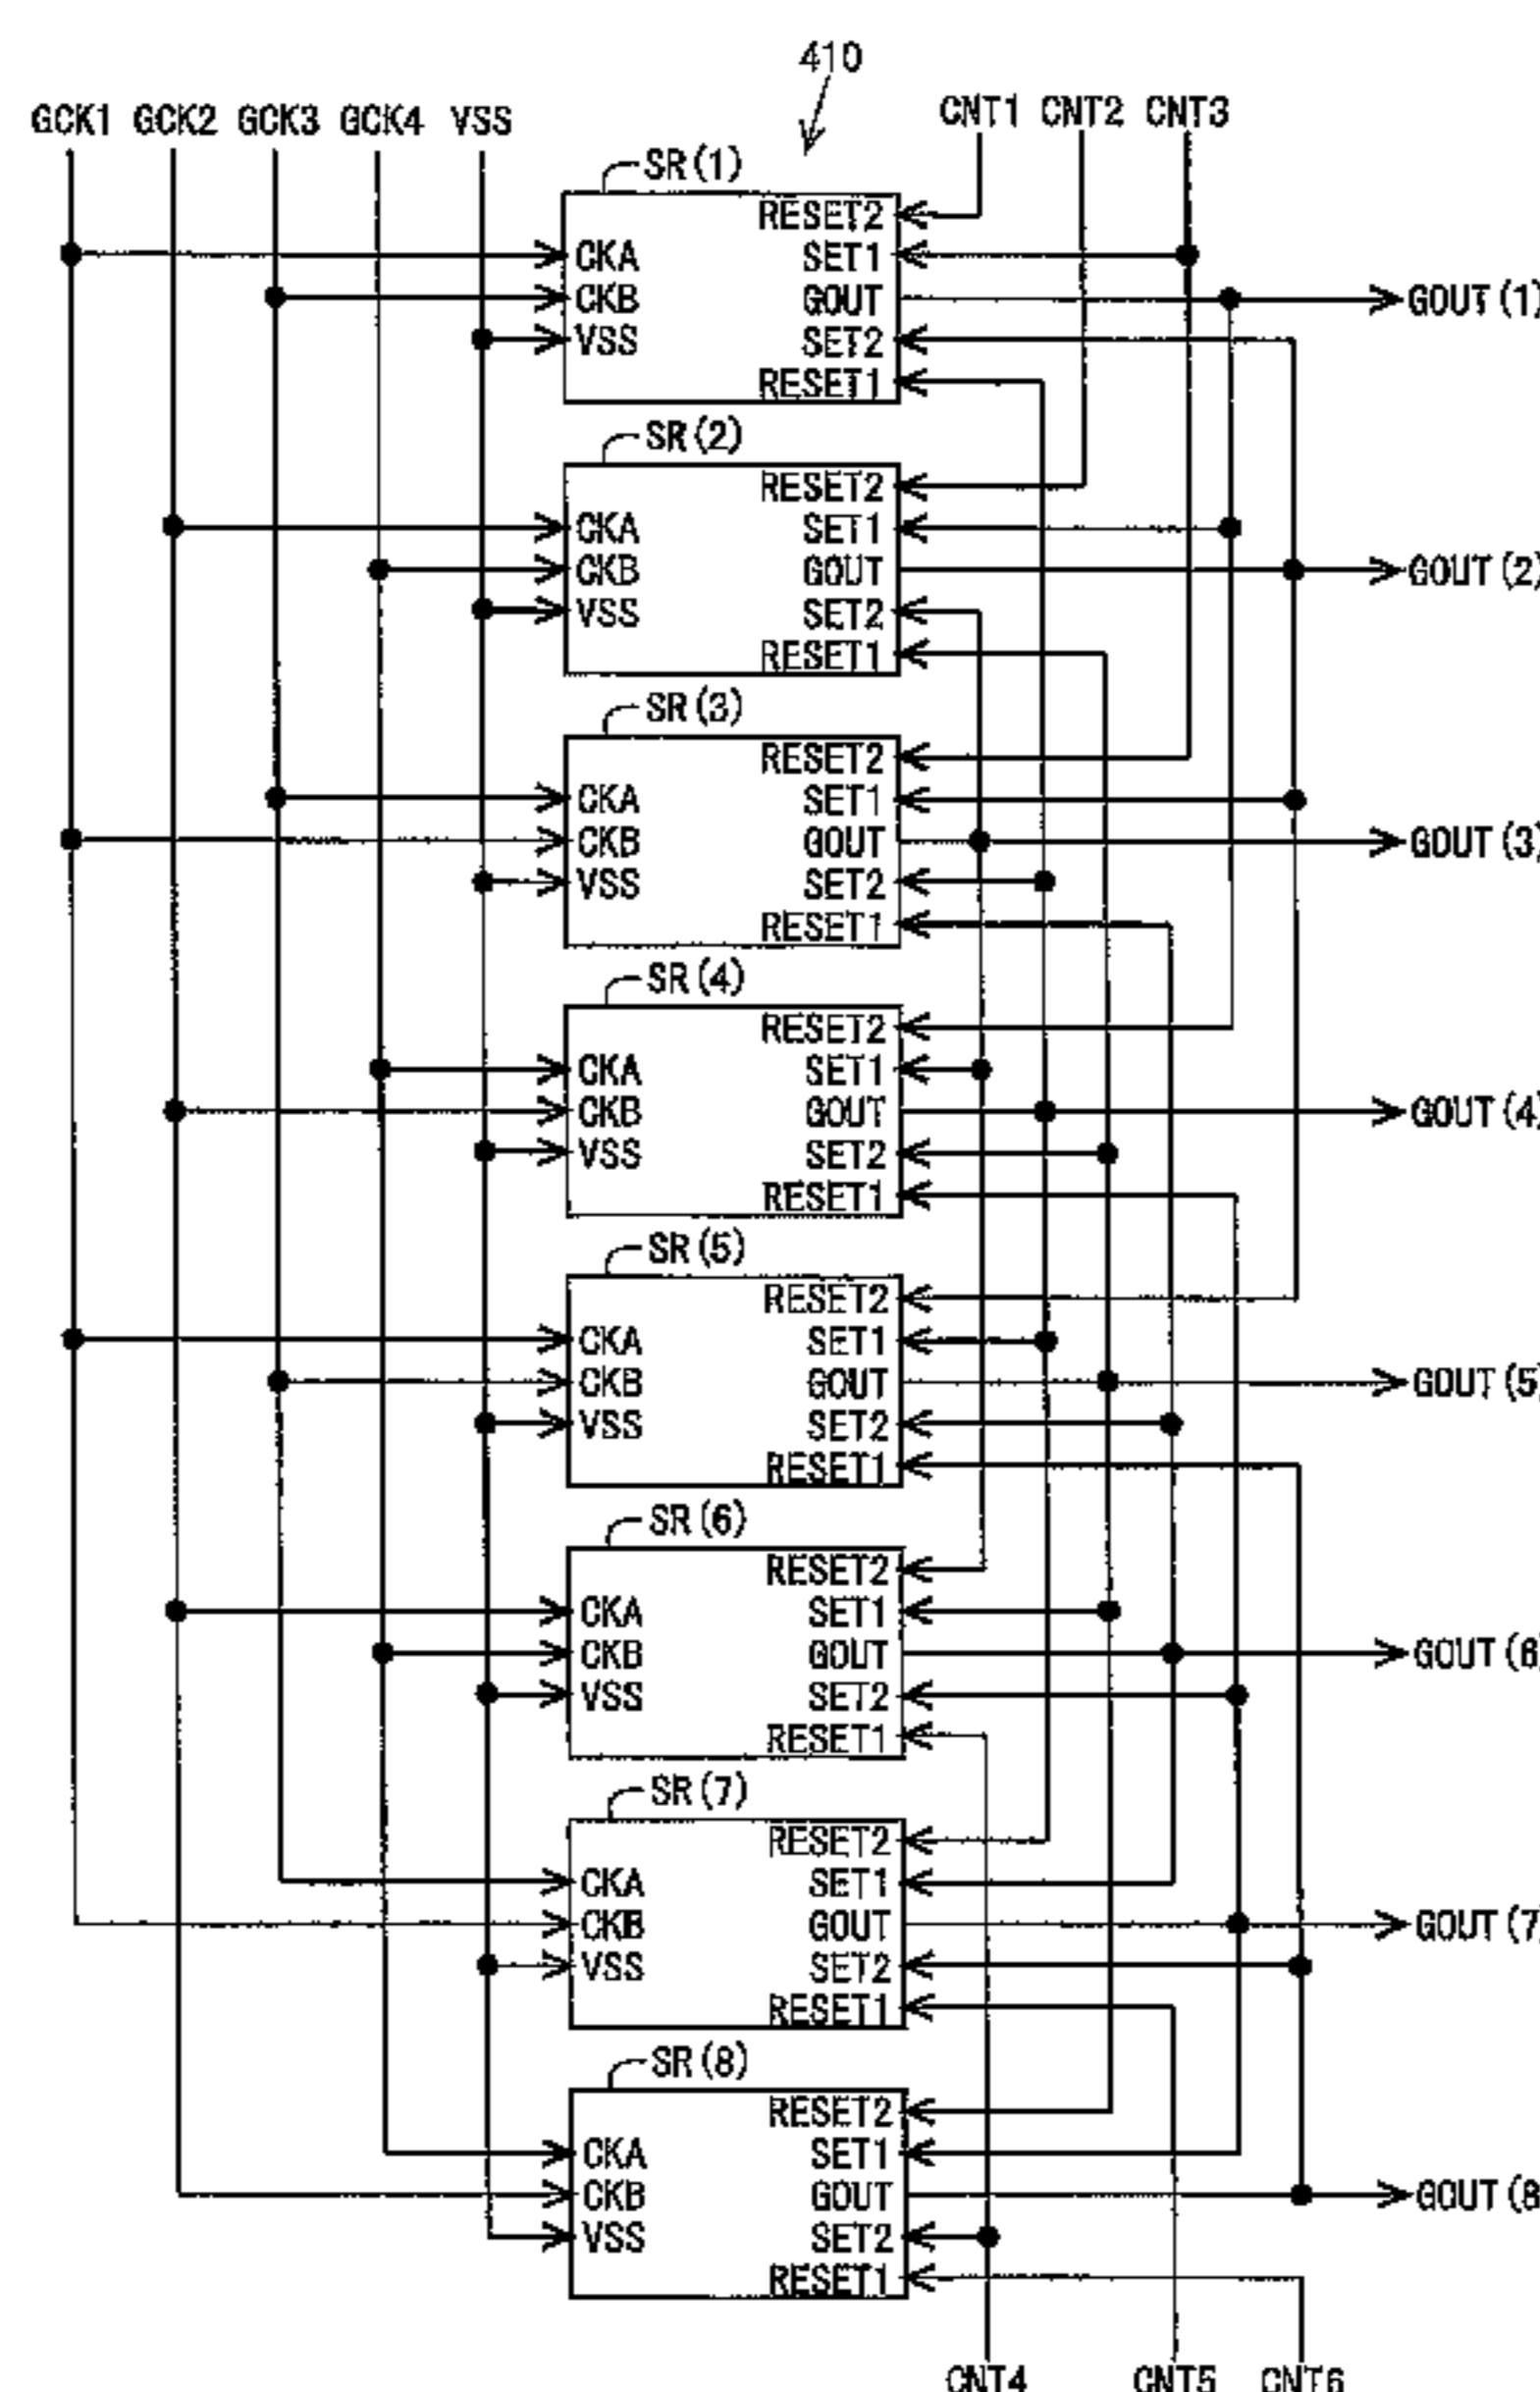 410
GCK1 GCK2 GCK3 GCK4 VSS CNT1 CNT2 CNT3
SR(1)
RESET2
CKA SET1
CKB GOUT GOUT(1)
VSS SET2
RESET1
SR(2)
RESET2
CKA SET1
CKB GOUT GOUT(2)
VSS SET2
RESET1
SR(3)
RESET2
CKA SET1
CKB GOUT GOUT(3)
VSS SET2
RESET1
SR(4)
RESET2
CKA SET1
CKB GOUT GOUT(4)
VSS SET2
RESET1
SR(5)
RESET2
CKA SET1
CKB GOUT GOUT(5
VSS SET2
RESET1
SR(6)
RESET2
CKA SET1
CKB GOUT GOUT(6
VSS SET2
RESET1
SR(7)
RESET2
CKA SET1
CKB GOUT GOUT(7
VSS SET2
RESET1
SR(8)
RESET2
CKA SET1
CKB GOUT GOUT(8
VSS SET2
RESET1
CNT4 CNT5 CNT6